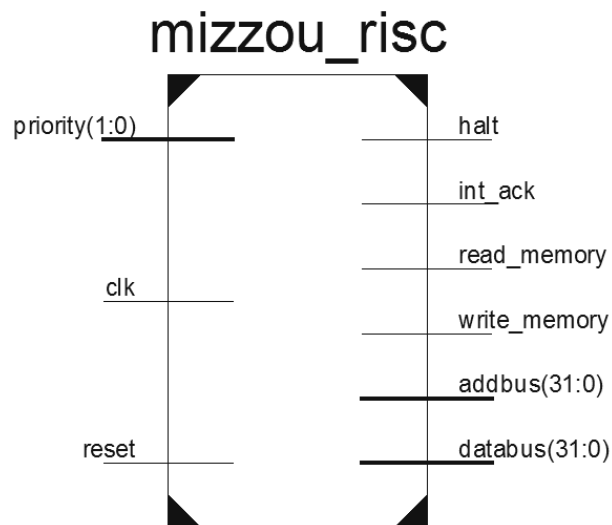 mizzou_risc
priority(1:0)
clk
reset
halt
int_ack
read_memory
write_memory
addbus(31:0)
databus(31:0)